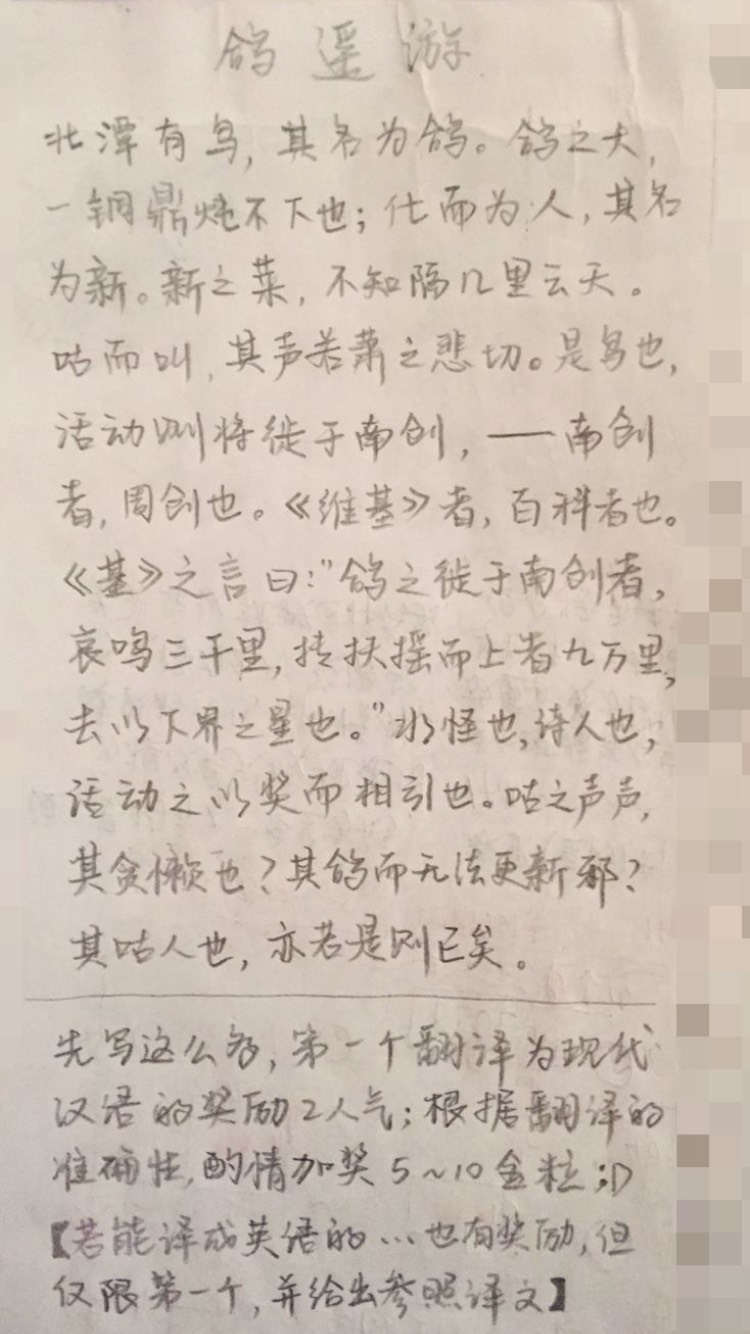 鸽遥游
北潭有鸟，其名为鸽。鸽之大，
一铜鼎炖不下也；化而为人，其名
为新。新之菜，不知隔几里云天。
咕而叫，其声若萧之悲切。是鸟也，
活动则将徙于南创，——南创
者，周创也。《维基》者，百科者也。
《基》之言曰："鸽之徙于南创者，
哀鸣三千里，抟扶摇而上者九万里，
去以下界之星也。"水怪也，诗人也，
活动之以奖而相引也。咕之声声，
其贪懒也？其鸽而无法更新邪？
其咕人也，亦若是则已矣。
先写这么多，第一个翻译为现代
汉语的奖励2人气；根据翻译的
准确性，酌情加奖5~10金粒；D
【若能译成英语的…也有奖励，但
仅限第一个，并给出参照译文】